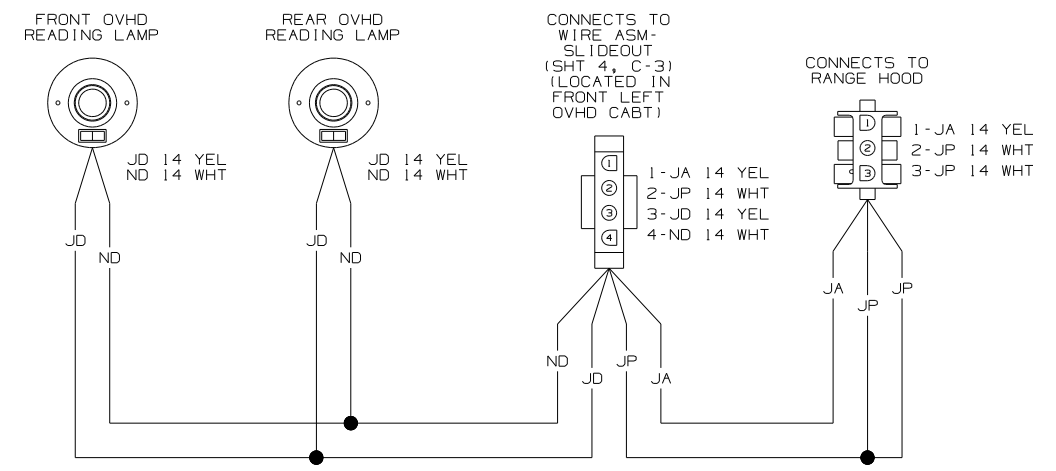 FRONT OVHD
READING LAMP
REAR OVHD
READING LAMP
CONNECTS TO
WIRE ASM-
SLIDEOUT
(SHT 4, C-3)
(LOCATED IN
FRONT LEFT
OVHD CABT)
CONNECTS TO
RANGE HOOD
JD 14 YEL
ND 14 WHT
JD 14 YEL
ND 14 WHT
1
2
3
4
1-JA 14 YEL
2-JP 14 WHT
3-JD 14 YEL
4-ND 14 WHT
1
2
3
1-JA 14 YEL
2-JP 14 WHT
3-JP 14 WHT
JD
ND
JD
ND
ND
JD
JP
JA
JA
JP
JP